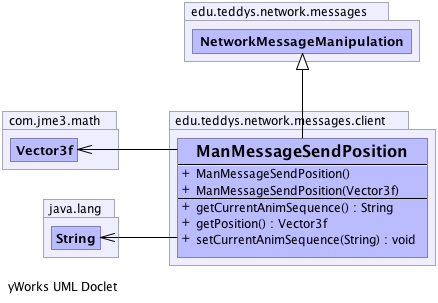 edu.teddys.network.messages
NetworkMessageManipulation
com.jme3.math
Vector3f
edu.teddys.network.messages.client
ManMessageSendPosition
+ ManMessageSendPosition()
+ ManMessageSendPosition(Vector3f)
+ getCurrentAnimSequence() : String
+ getPosition() : Vector3f
+ setCurrentAnimSequence(String) : void
java.lang
String
yWorks UML Doclet